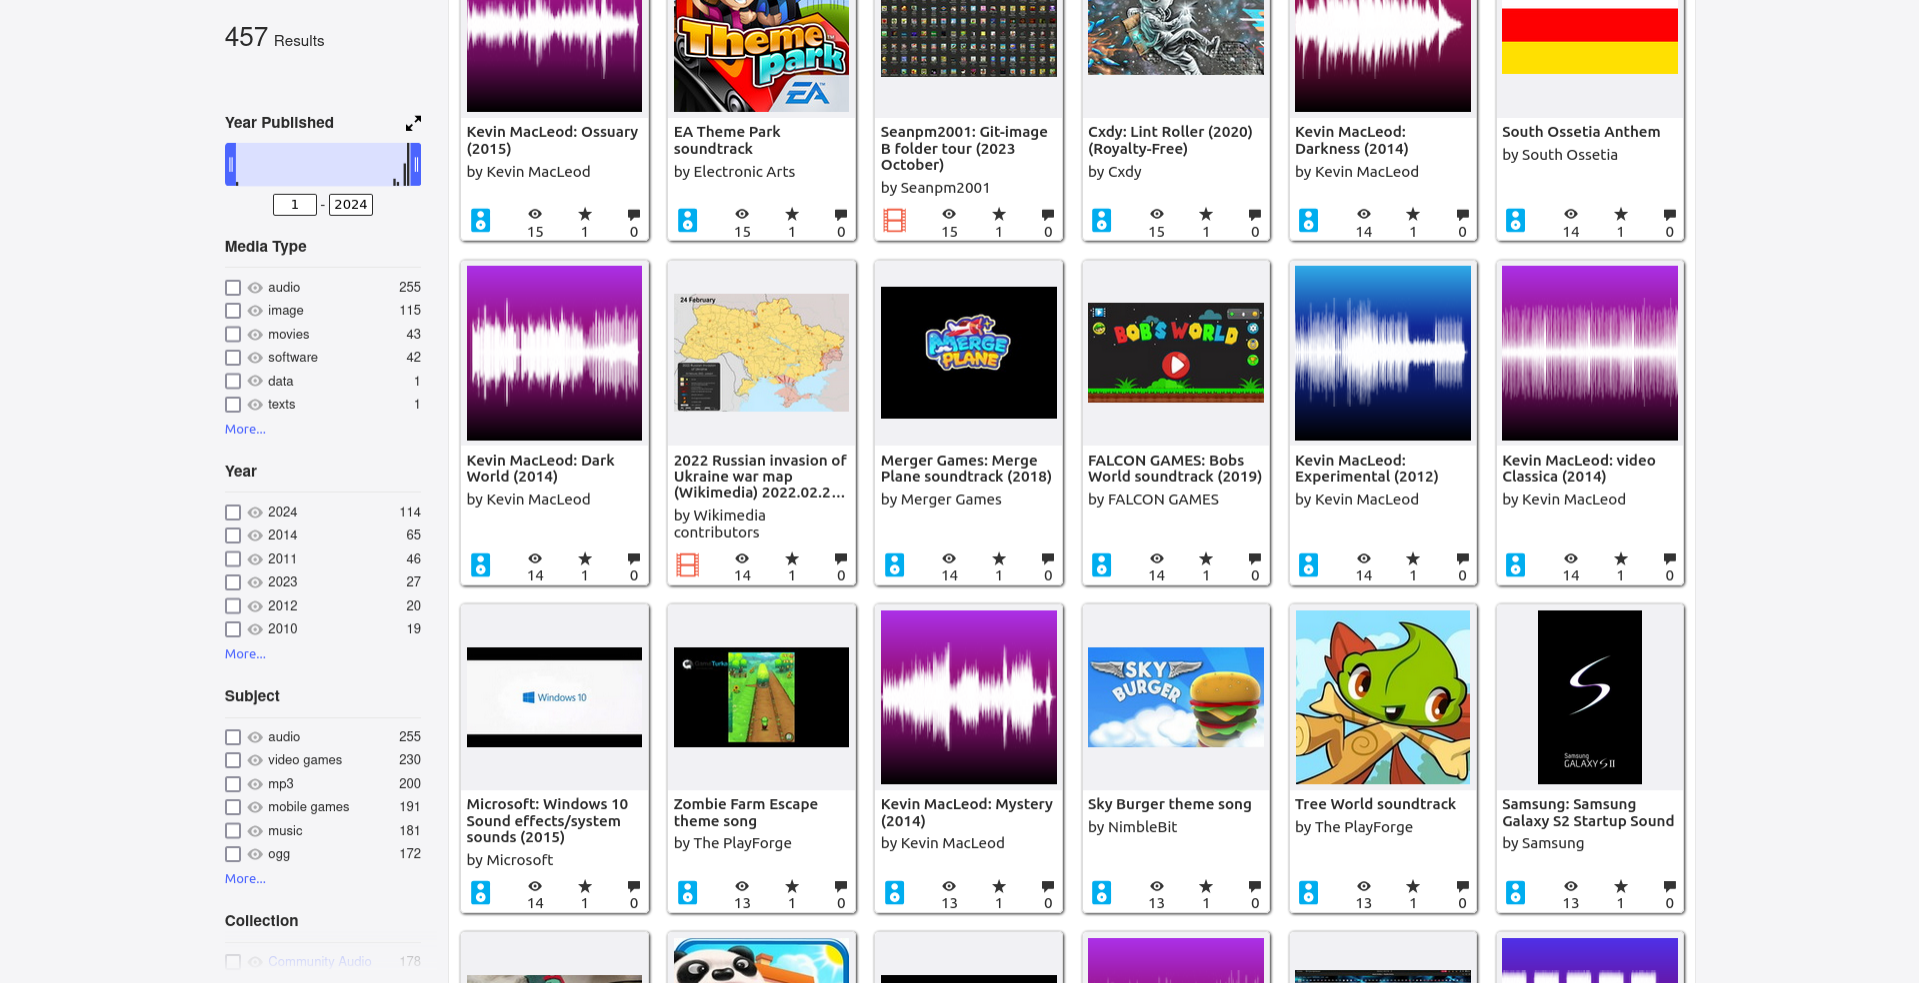 457 Results
Year Published
1 - 2024
Media Type
audio 255
image 115
movies 43
software 42
data 1
texts 1
More...
Year
2024 114
2014 65
2011 46
2023 27
2012 20
2010 19
More...
Subject
audio 255
video games 230
mp3 200
mobile games 191
music 181
ogg 172
More...
Collection
Community Audio 178
Kevin MacLeod: Ossuary
(2015)
by Kevin MacLeod
15 1 0
Theme
park
EA
EA Theme Park
soundtrack
by Electronic Arts
15 1 0
Seanpm2001: Git-image
B folder tour (2023
October)
by Seanpm2001
15 1 0
Cxdy: Lint Roller (2020)
(Royalty-Free)
by Cxdy
15 1 0
Kevin MacLeod:
Darkness (2014)
by Kevin MacLeod
14 1 0
South Ossetia Anthem
by South Ossetia
14 1 0
Kevin MacLeod: Dark
World (2014)
by Kevin MacLeod
14 1 0
24 February
2022 Russian invasion of
Ukraine war map
(Wikimedia) 2022.02.2...
by Wikimedia
contributors
14 1 0
MERGE
PLANE
Merger Games: Merge
Plane soundtrack (2018)
by Merger Games
14 1 0
BOB'S WORLD
FALCON GAMES: Bobs
World soundtrack (2019)
by FALCON GAMES
14 1 0
Kevin MacLeod:
Experimental (2012)
by Kevin MacLeod
14 1 0
Kevin MacLeod: video
Classica (2014)
by Kevin MacLeod
14 1 0
Windows 10
Microsoft: Windows 10
Sound effects/system
sounds (2015)
by Microsoft
14 1 0
Zombie Farm Escape
theme song
by The PlayForge
13 1 0
Kevin MacLeod: Mystery
(2014)
by Kevin MacLeod
13 1 0
SKY
BURGER
Sky Burger theme song
by NimbleBit
13 1 0
Tree World soundtrack
by The PlayForge
13 1 0
Samsung
GALAXY S II
Samsung: Samsung
Galaxy S2 Startup Sound
by Samsung
13 1 0